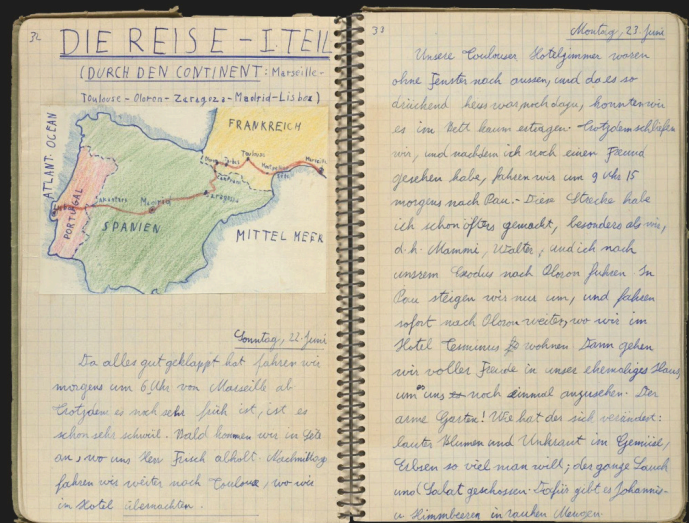 32
DIE REISE - I. TEIL
(DURCH DEN CONTINENT: Marseille-
Toulouse - Oloron - Zaragoza - Madrid - Lisboa)
ATLANT. OCEAN
FRANKREICH
Toulouse
Marseille
Zaragoza
Madrid
PORTUGAL
SPANIEN
MITTEL MEER
Sonntag, 22. Juni
Da alles gut geklappt hat fahren wir
morgens um 6 Uhr von Marseille ab
Trotzdem es noch sehr früh ist, ist es
schon sehr schwül. Bald kommen wir in Sète
an, wo uns Herr Fisch abholt. Nachmittags
fahren wir weiter nach Toulouse, wo wir
im Hotel übernachten.
33
Montag, 23. Juni
Unsere Toulouser Hotelzimmer waren
ohne Fenster nach aussen, und da es so
drückend heiss war noch dazu, konnten wir
es im Bett kaum ertragen. Trotzdem schliefen
wir, und nachdem ich noch einen Freund
gesehen habe, fahren wir um 9 Uhr 15
morgens nach Pau. - Diese Strecke habe
ich schon öfters gemacht, besonders als wir,
d.h. Mammi, Walter, und ich nach
unsrem Exodus nach Oloron fuhren In
Pau steigen wir nur um, und fahren
sofort nach Oloron weiter, wo wir im
Hotel Terminus wohnen. Dann gehen
wir voller Freude in unser ehemaliges Haus,
um es uns noch einmal anzusehen. Der
arme Garten! Wie hat der sich verändert:
lauter Blumen und Unkraut im Gemüse,
Erbsen so viel man will; der ganze Lauch
und Salat geschossen. Dafür gibt es Johannis-
u Himmbeeren in rauhen Mengen.